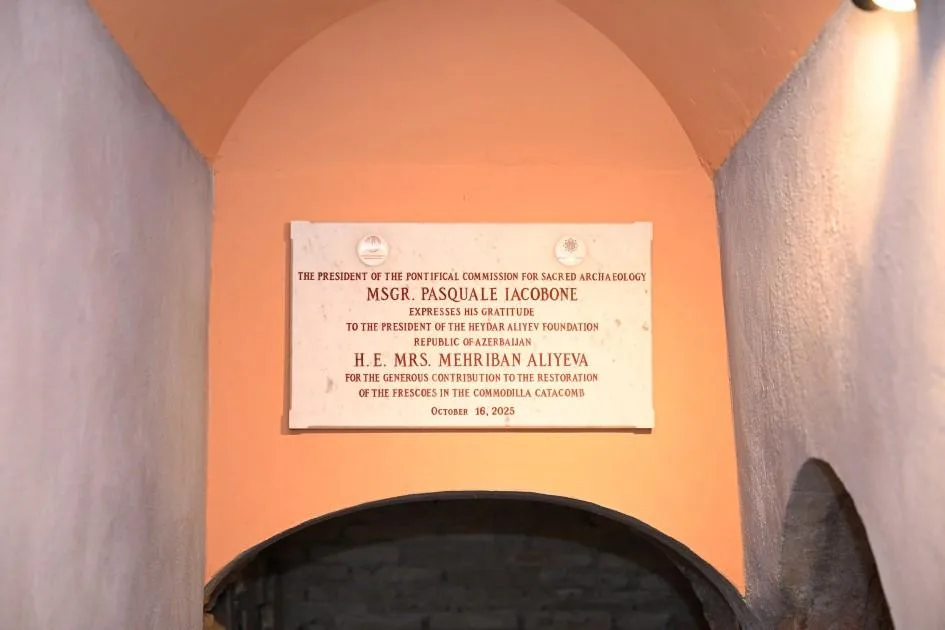 THE PRESIDENT OF THE PONTIFICAL COMMISSION FOR SACRED ARCHAEOLOGY
MSGR. PASQUALE IACOBONE
EXPRESSES HIS GRATITUDE
TO THE PRESIDENT OF THE HEYDAR ALIYEV FOUNDATION
REPUBLIC OF AZERBAIJAN
H. E. MRS. MEHRIBAN ALIYEVA
FOR THE GENEROUS CONTRIBUTION TO THE RESTORATION
OF THE FRESCOES IN THE COMMODILLA CATACOMB
OCTOBER 16, 2025